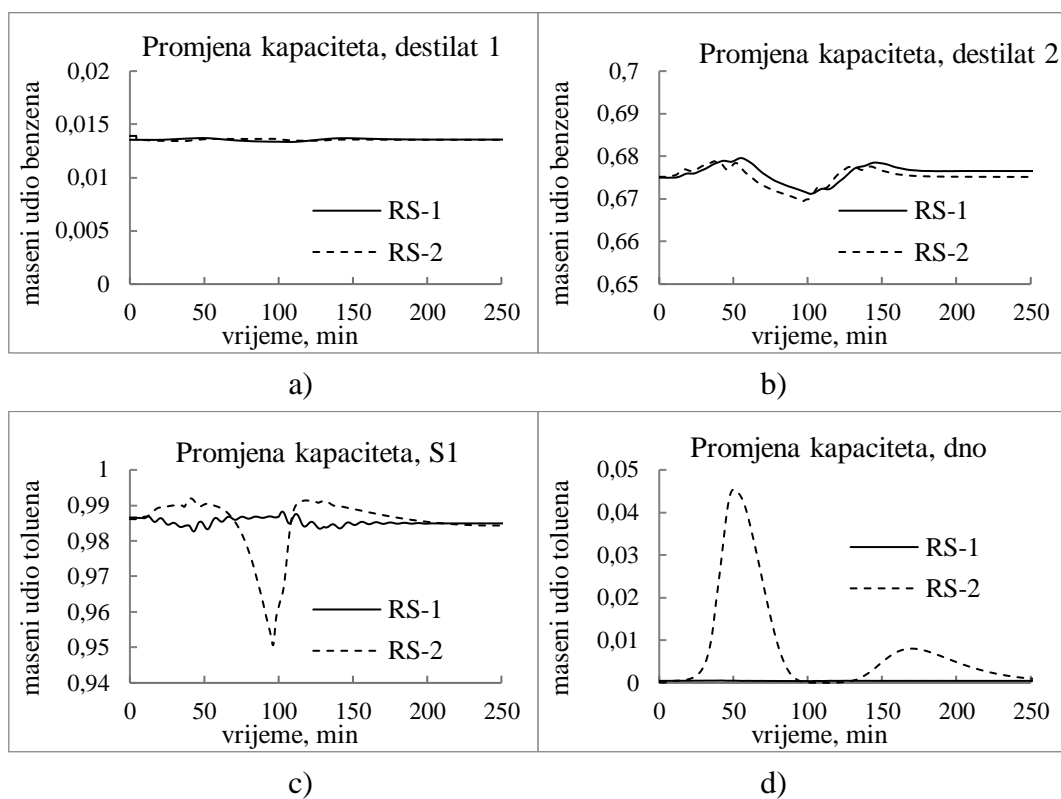 Promjena kapaciteta, destilat 1
maseni udio benzena
0,02
0,015
0,01
0,005
0
RS-1
RS-2
0 50 100 150 200 250
vrijeme, min
a)
Promjena kapaciteta, destilat 2
maseni udio benzena
0,7
0,69
0,68
0,67
0,66
0,65
RS-1
RS-2
0 50 100 150 200 250
vrijeme, min
b)
Promjena kapaciteta, S1
maseni udio toluena
1
0,99
0,98
0,97
0,96
0,95
0,94
RS-1
RS-2
0 50 100 150 200 250
vrijeme, min
c)
Promjena kapaciteta, dno
maseni udio toluena
0,05
0,04
0,03
0,02
0,01
0
RS-1
RS-2
0 50 100 150 200 250
vrijeme, min
d)